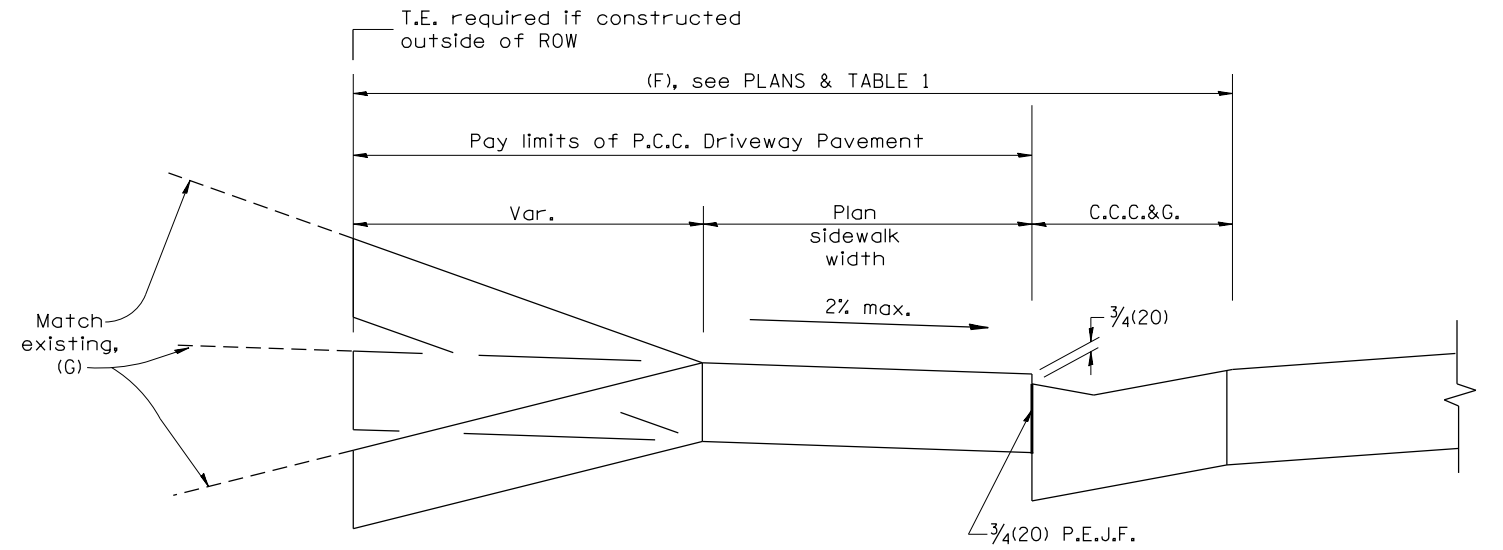 T.E. required if constructed
outside of ROW
(F), see PLANS & TABLE 1
Pay limits of P.C.C. Driveway Pavement
Var.
Plan
sidewalk
width
C.C.C.&G.
2% max.
¾(20)
Match
existing,
(G)
¾(20) P.E.J.F.